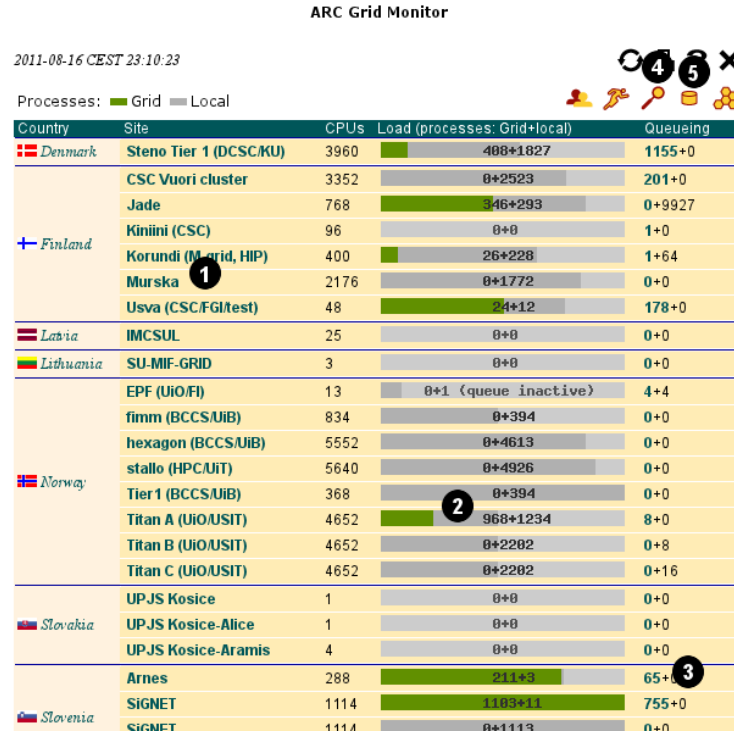 ARC Grid Monitor
2011-08-16 CEST 23:10:23
4 5
Processes: Grid Local
Country Site CPUs Load (processes: Grid+local) Queueing
Denmark Steno Tier 1 (DCSC/KU) 3960 408+1827 1155+0
CSC Vuori cluster 3352 0+2523 201+0
Jade 768 346+293 0+9927
Kiniini (CSC) 96 0+0 1+0
Finland
Korundi (M-grid, HIP) 400 26+228 1+64
1
Murska 2176 0+1772 0+0
Usva (CSC/FGI/test) 48 24+12 178+0
Latvia IMCSUL 25 0+0 0+0
Lithuania SU-MIF-GRID 3 0+0 0+0
EPF (UiO/FI) 13 0+1 (queue inactive) 4+4
fimm (BCCS/UiB) 834 0+394 0+0
hexagon (BCCS/UiB) 5552 0+4613 0+0
stallo (HPC/UiT) 5640 0+4926 0+0
Norway
Tier1 (BCCS/UiB) 368 0+394 0+0
2
Titan A (UiO/USIT) 4652 968+1234 8+0
Titan B (UiO/USIT) 4652 0+2202 0+8
Titan C (UiO/USIT) 4652 0+2202 0+16
UPJS Kosice 1 0+0 0+0
Slovakia UPJS Kosice-Alice 1 0+0 0+0
UPJS Kosice-Aramis 4 0+0 0+0
Arnes 288 211+3 65+0
3
SiGNET 1114 1103+11 755+0
Slovenia
SiGNET 1114 0+1113 0+0